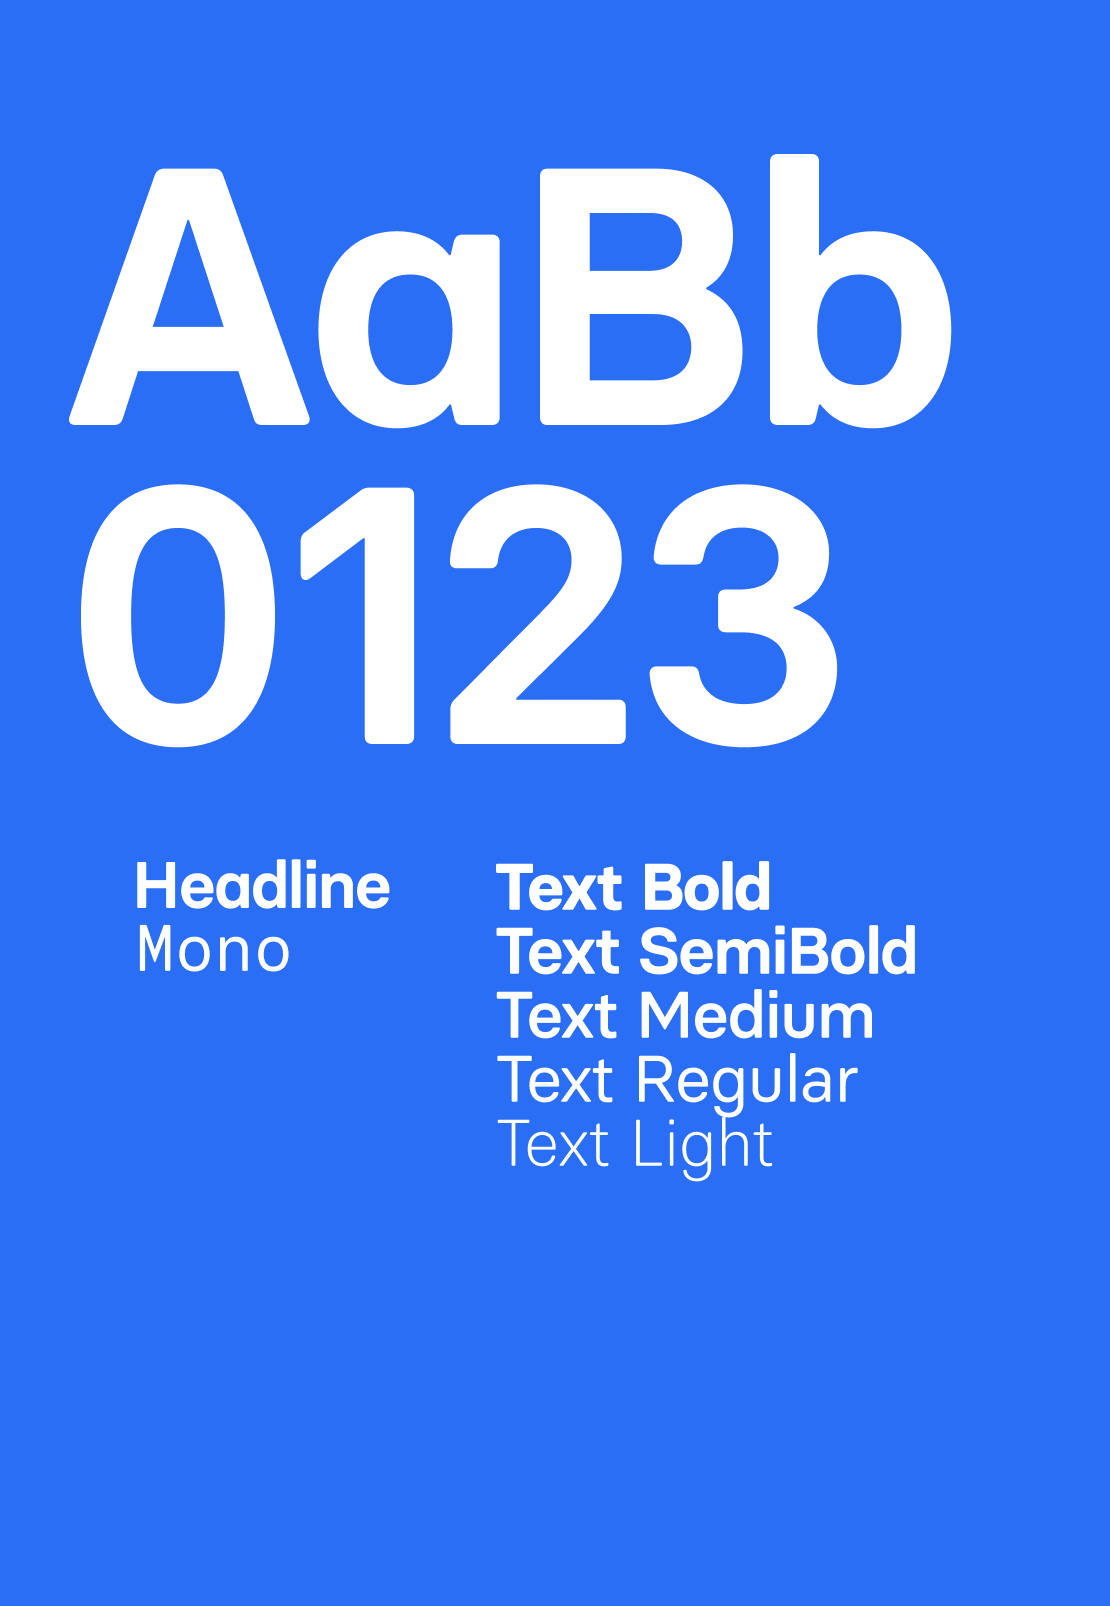 AaBb
0123
Headline
Mono
Text Bold
Text SemiBold
Text Medium
Text Regular
Text Light